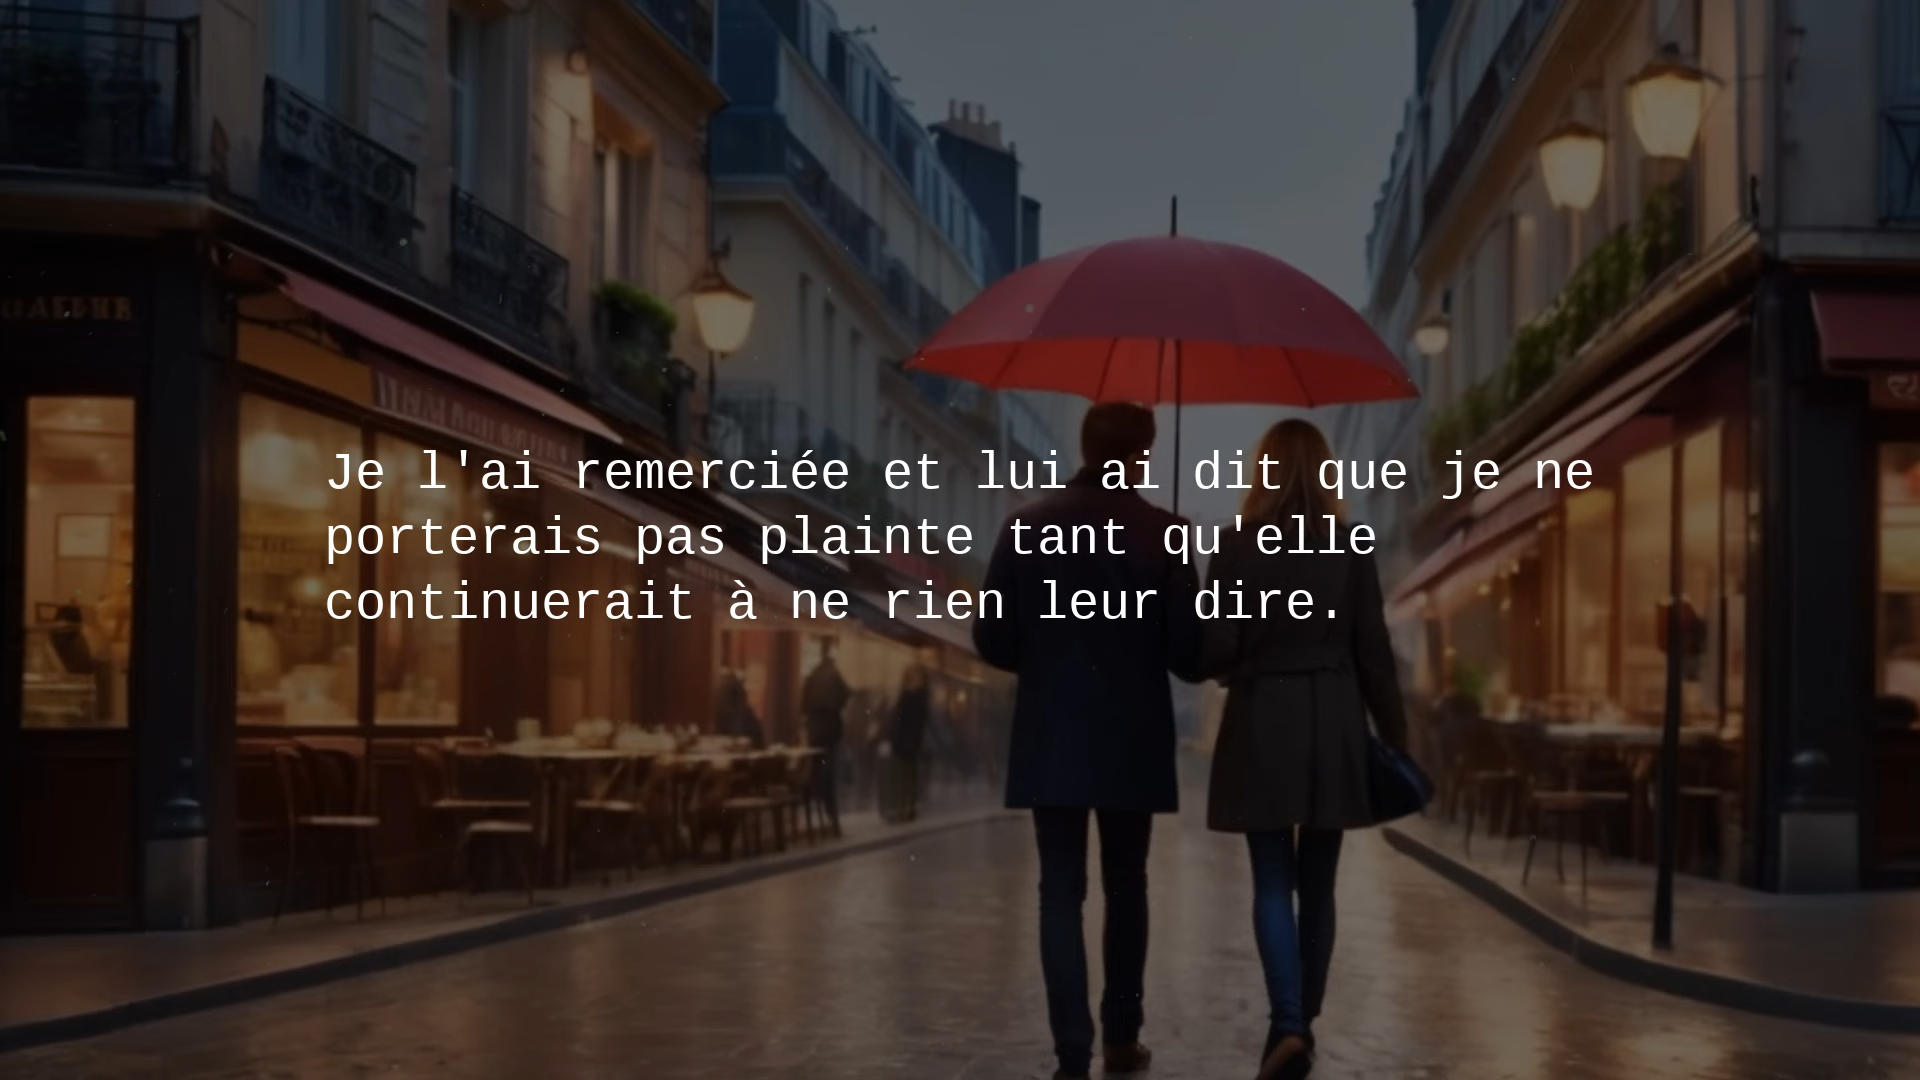 Je l'ai remerciée et lui ai dit que je ne
porterais pas plainte tant qu'elle
continuerait à ne rien leur dire.